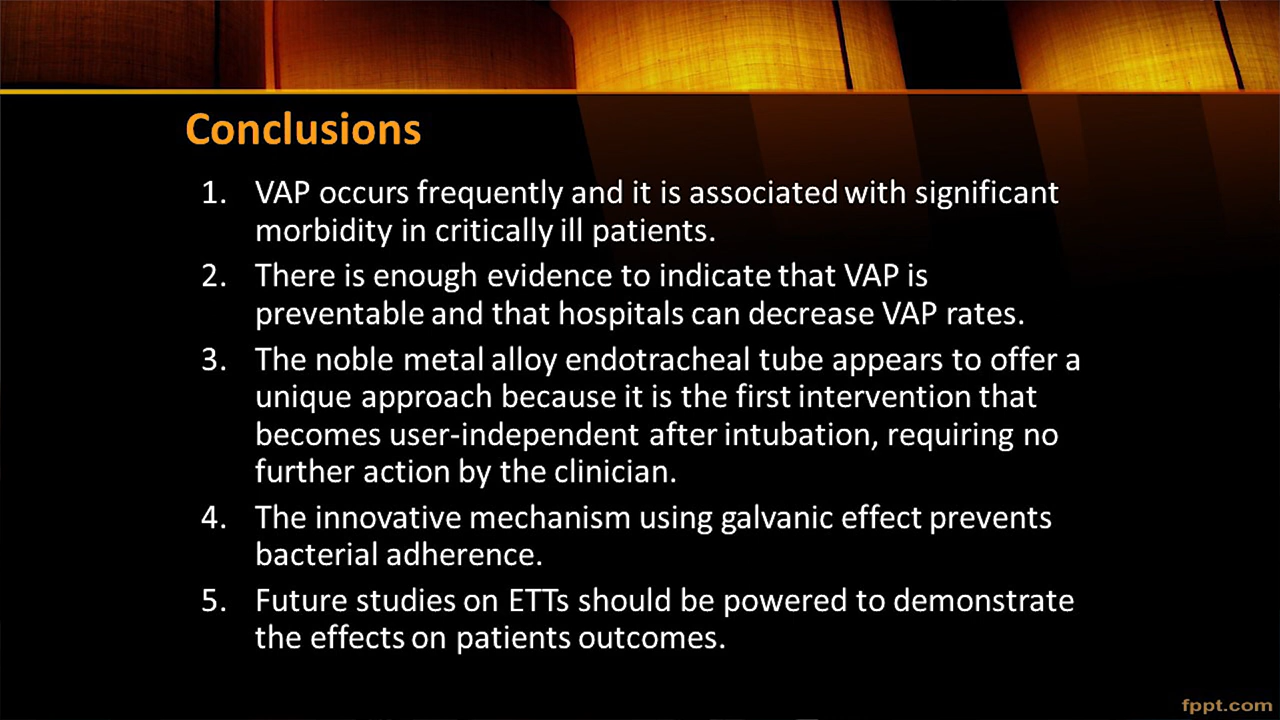 Conclusions
1. VAP occurs frequently and it is associated with significant
morbidity in critically ill patients.
2. There is enough evidence to indicate that VAP is
preventable and that hospitals can decrease VAP rates.
3. The noble metal alloy endotracheal tube appears to offer a
unique approach because it is the first intervention that
becomes user-independent after intubation, requiring no
further action by the clinician.
4. The innovative mechanism using galvanic effect prevents
bacterial adherence.
5. Future studies on ETTs should be powered to demonstrate
the effects on patients outcomes.
fppt.com